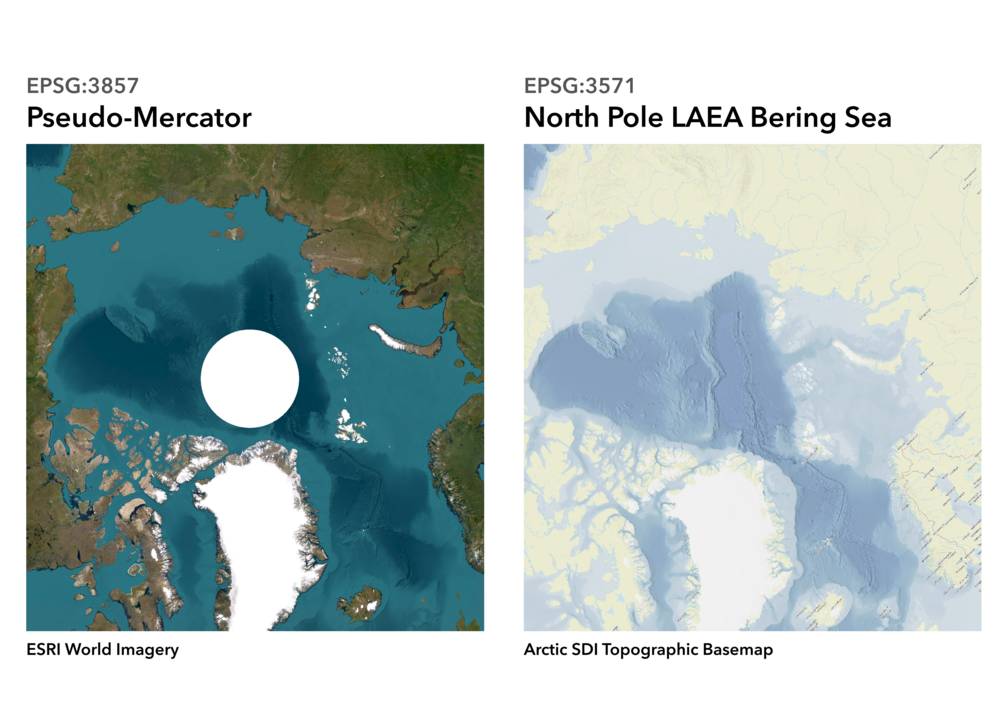 EPSG:3857
Pseudo-Mercator
ESRI World Imagery
EPSG:3571
North Pole LAEA Bering Sea
Arctic SDI Topographic Basemap